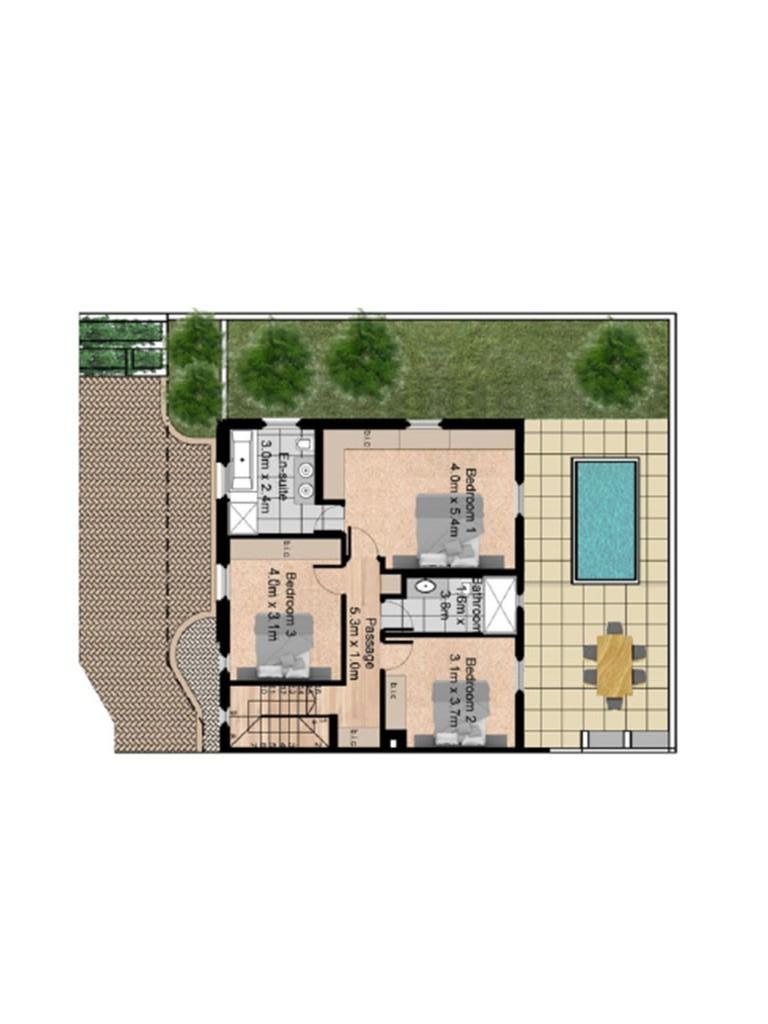 En-suite
3.0m x 2.4m
b.i.c
Bedroom 1
4.0m x 5.4m
b.i.c
Bedroom 3
4.0m x 3.1m
Bathroom
1.6m x
3.8m
Passage
5.3m x 1.0m
Bedroom 2
3.1m x 3.7m
b.i.c
b.i.c